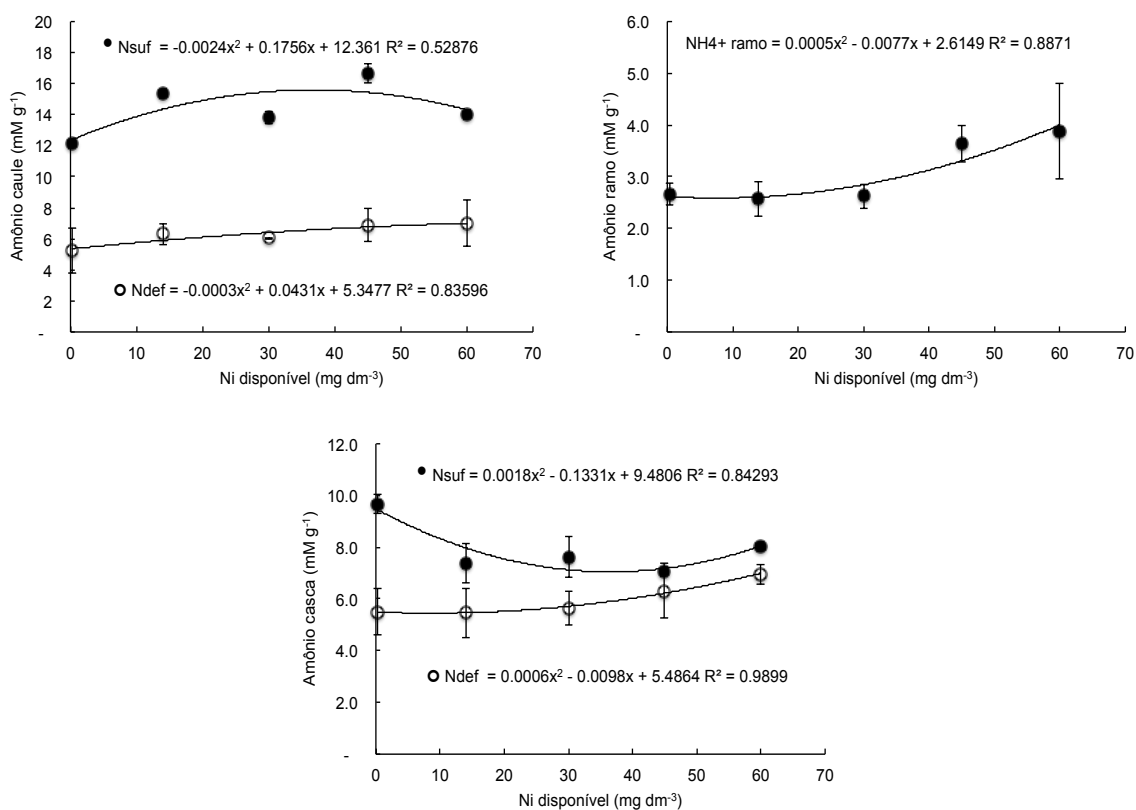 20
18
16
14
12
10
8
6
4
2
-
Amônio caule (mM g⁻¹)
● Nsuf = -0.0024x² + 0.1756x + 12.361 R² = 0.52876
○ Ndef = -0.0003x² + 0.0431x + 5.3477 R² = 0.83596
0 10 20 30 40 50 60 70
Ni disponível (mg dm⁻³)
6.0
5.0
4.0
3.0
2.0
1.0
-
Amônio ramo (mM g⁻¹)
NH4+ ramo = 0.0005x² - 0.0077x + 2.6149 R² = 0.8871
0 10 20 30 40 50 60 70
Ni disponível (mg dm⁻³)
12.0
10.0
8.0
6.0
4.0
2.0
-
Amônio casca (mM g⁻¹)
● Nsuf = 0.0018x² - 0.1331x + 9.4806 R² = 0.84293
○ Ndef = 0.0006x² - 0.0098x + 5.4864 R² = 0.9899
0 10 20 30 40 50 60 70
Ni disponível (mg dm⁻³)